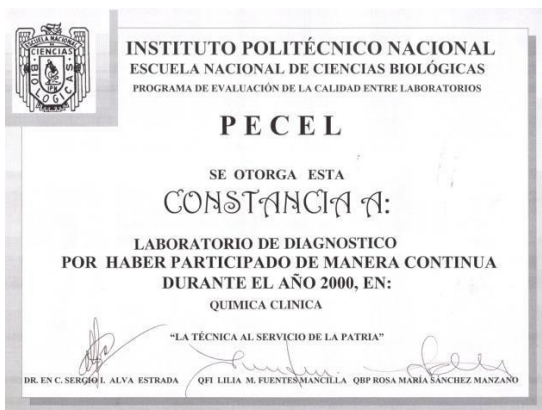 ESCUELA NACIONAL
CIENCIAS
BIOLOGICAS
IPN
INSTITUTO POLITÉCNICO NACIONAL
ESCUELA NACIONAL DE CIENCIAS BIOLÓGICAS
PROGRAMA DE EVALUACIÓN DE LA CALIDAD ENTRE LABORATORIOS
PECEL
SE OTORGA ESTA
CONSTANCIA A:
LABORATORIO DE DIAGNOSTICO
POR HABER PARTICIPADO DE MANERA CONTINUA
DURANTE EL AÑO 2000, EN:
QUIMICA CLINICA
“LA TÉCNICA AL SERVICIO DE LA PATRIA”
DR. EN C. SERGIO I. ALVA ESTRADA QFI LILIA M. FUENTES MANCILLA QBP ROSA MARÍA SÁNCHEZ MANZANO